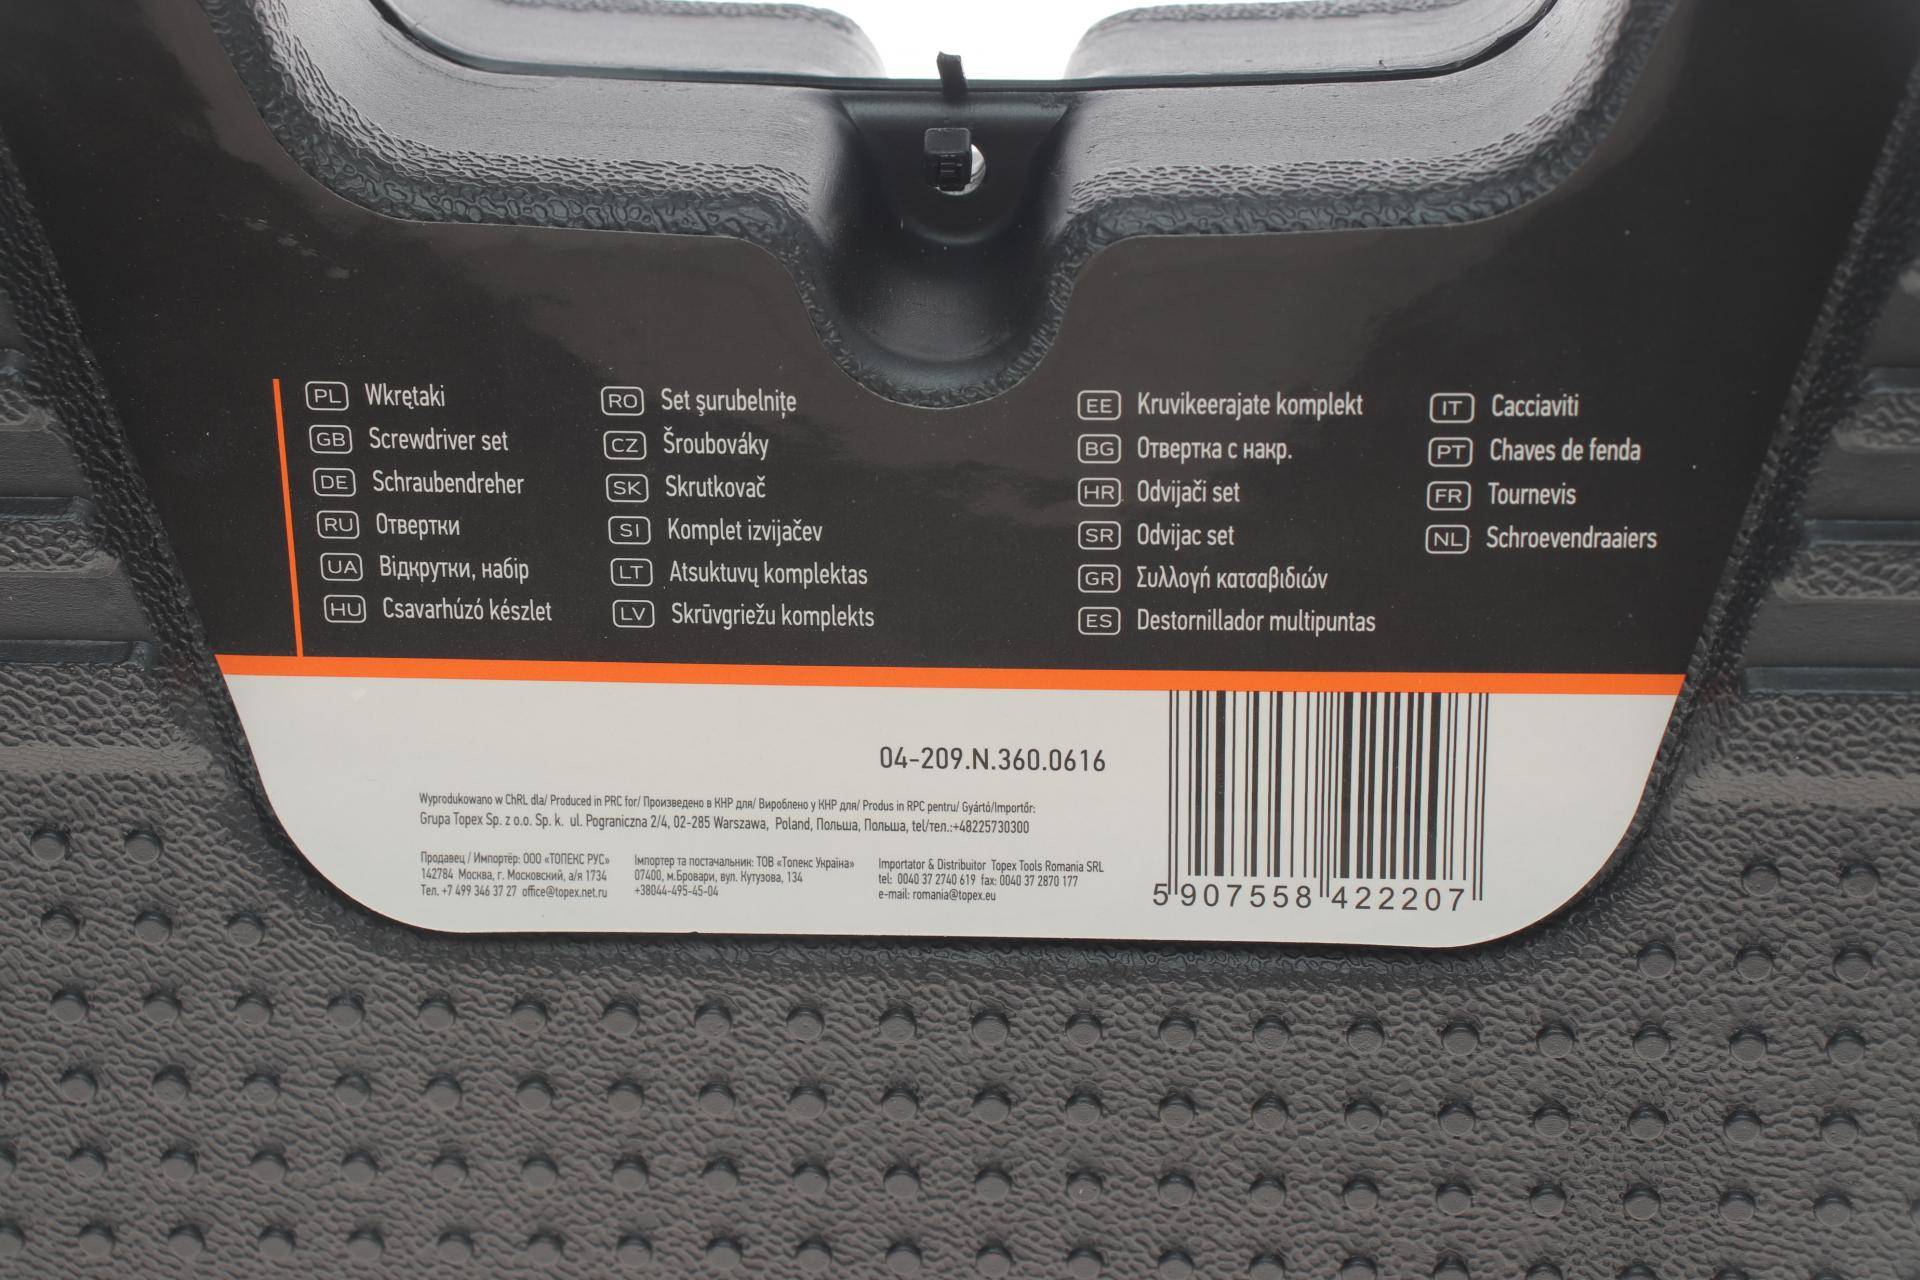 PL Wkrętaki
GB Screwdriver set
DE Schraubendreher
RU Отвертки
UA Відкрутки, набір
HU Csavarhúzó készlet
RO Set şurubelniţe
CZ Šroubováky
SK Skrutkovač
SI Komplet izvijačev
LT Atsuktuvų komplektas
LV Skrūvgriežu komplekts
EE Kruvikeerajate komplekt
BG Отвертка с накр.
HR Odvijači set
SR Odvijac set
GR Συλλογή κατσαβιδιών
ES Destornillador multipuntas
IT Cacciaviti
PT Chaves de fenda
FR Tournevis
NL Schroevendraaiers
04-209.N.360.0616
Wyprodukowano w ChRL dla/ Produced in PRC for/ Произведено в КНР для/ Вироблено у КНР для/ Produs in RPC pentru/ Gyártó/Importőr:
Grupa Topex Sp. z o.o. Sp. k. ul. Pograniczna 2/4, 02-285 Warszawa, Poland, Польша, Польша, tel/тел.:+48225730300
Продавец / Импортёр: ООО «ТОПЕКС РУС»
142784 Москва, г. Московский, а/я 1734
Тел. +7 499 346 37 27 office@topex.net.ru
Імпортер та постачальник: ТОВ «Топекс Україна»
07400, м.Бровари, вул. Кутузова, 134
+38044-495-45-04
Importator & Distribuitor Topex Tools Romania SRL
tel: 0040 37 2740 619 fax: 0040 37 2870 177
e-mail: romania@topex.eu
5 907558 422207